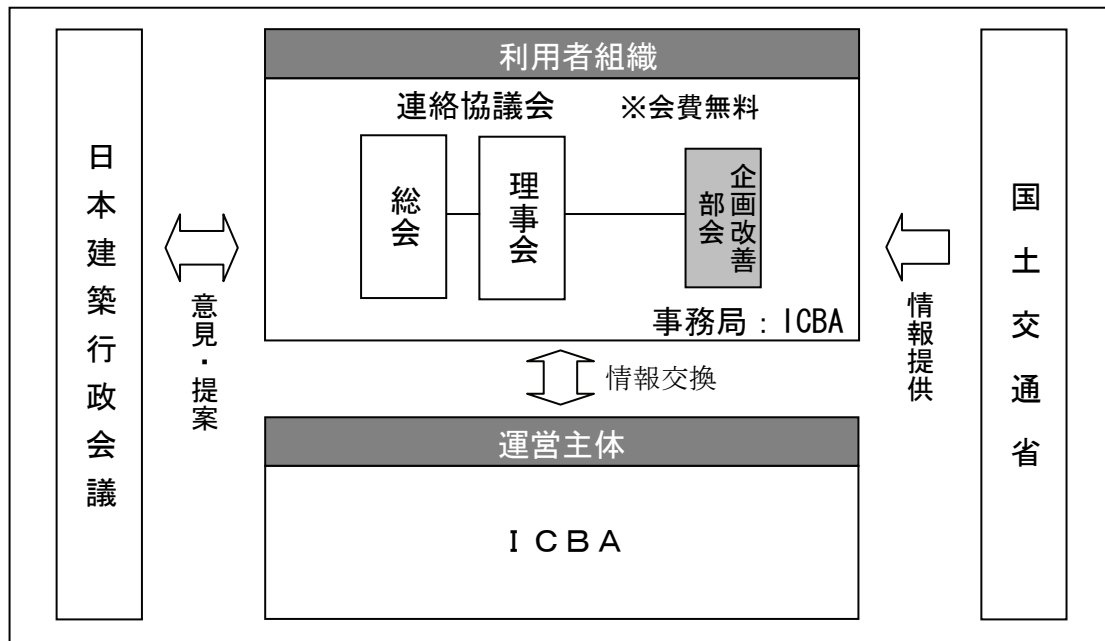 日本建築行政会議
意見・提案
利用者組織
連絡協議会 ※会費無料
総会
理事会
企画改善
部会
事務局：ICBA
情報交換
運営主体
ＩＣＢＡ
情報提供
国土交通省